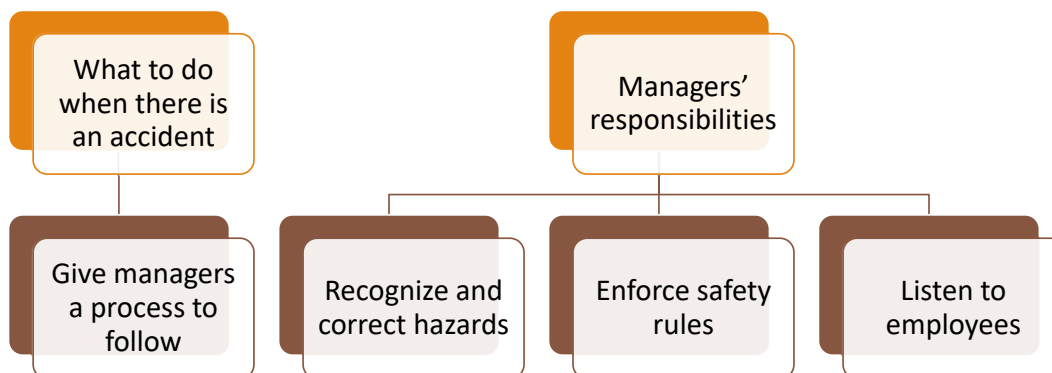 What to do
when there is
an accident
Managers’
responsibilities
Give managers
a process to
follow
Recognize and
correct hazards
Enforce safety
rules
Listen to
employees